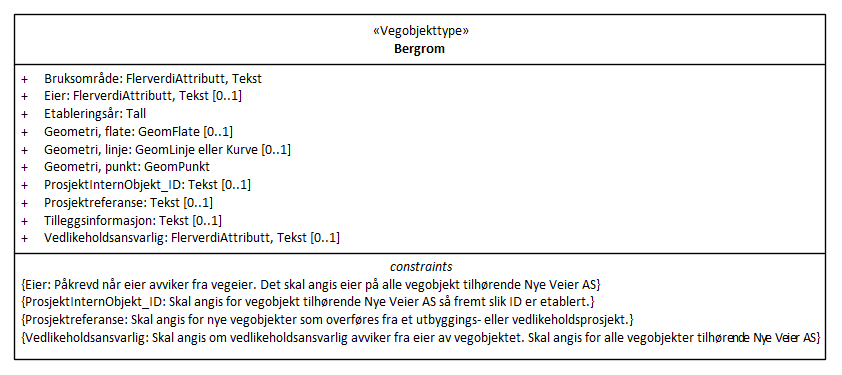 «Vegobjekttype»
Bergrom
+ Bruksområde: FlerverdiAttributt, Tekst
+ Eier: FlerverdiAttributt, Tekst [0..1]
+ Etableringsår: Tall
+ Geometri, flate: GeomFlate [0..1]
+ Geometri, linje: GeomLinje eller Kurve [0..1]
+ Geometri, punkt: GeomPunkt
+ ProsjektInternObjekt_ID: Tekst [0..1]
+ Prosjektreferanse: Tekst [0..1]
+ Tilleggsinformasjon: Tekst [0..1]
+ Vedlikeholdsansvarlig: FlerverdiAttributt, Tekst [0..1]
constraints
{Eier: Påkrevd når eier avviker fra vegeier. Det skal angis eier på alle vegobjekt tilhørende Nye Veier AS}
{ProsjektInternObjekt_ID: Skal angis for vegobjekt tilhørende Nye Veier AS så fremt slik ID er etablert.}
{Prosjektreferanse: Skal angis for nye vegobjekter som overføres fra et utbyggings- eller vedlikeholdsprosjekt.}
{Vedlikeholdsansvarlig: Skal angis om vedlikeholdsansvarlig avviker fra eier av vegobjektet. Skal angis for alle vegobjekter tilhørende Nye Veier AS}